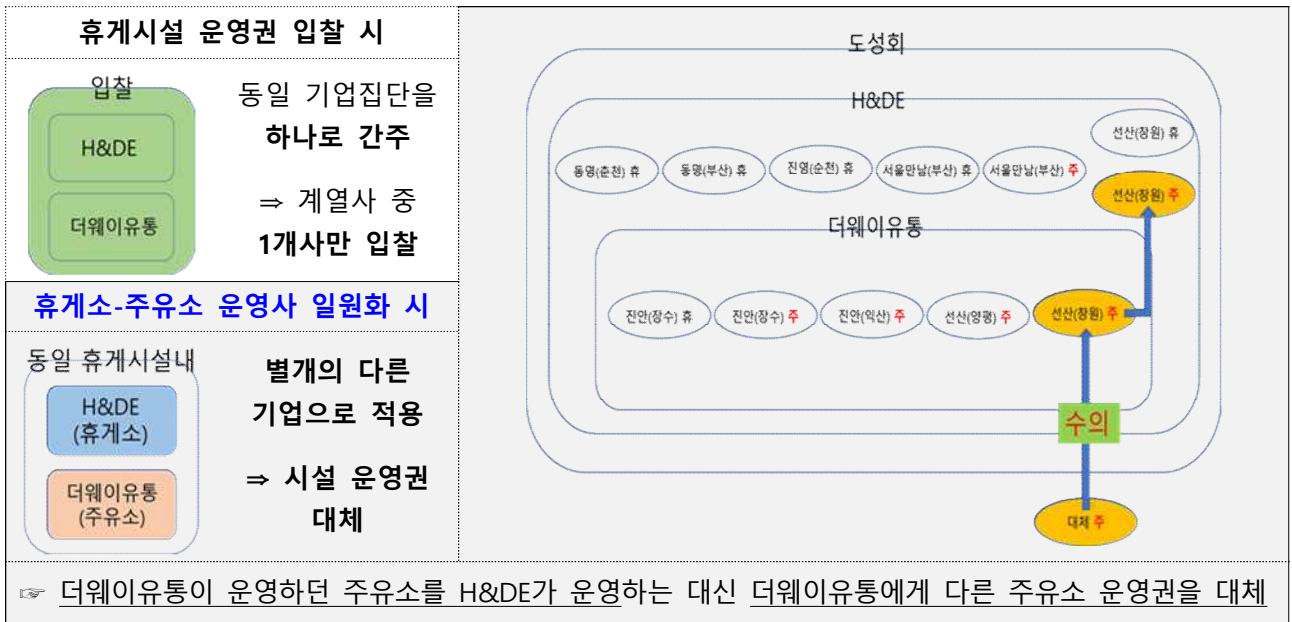 휴게시설 운영권 입찰 시
입찰
H&DE
더웨이유통
동일 기업집단을
하나로 간주
⇒ 계열사 중
1개사만 입찰
휴게소-주유소 운영사 일원화 시
동일 휴게시설내
H&DE
(휴게소)
더웨이유통
(주유소)
별개의 다른
기업으로 적용
⇒ 시설 운영권
대체
도성회
H&DE
선산(창원) 휴
동명(춘천) 휴
동명(부산) 휴
진영(순천) 휴
서울만남(부산) 휴
서울만남(부산) 주
선산(창원) 주
더웨이유통
진안(장수) 휴
진안(장수) 주
진안(익산) 주
선산(양평) 주
선산(창원) 주
수의
대체 주
☞ 더웨이유통이 운영하던 주유소를 H&DE가 운영하는 대신 더웨이유통에게 다른 주유소 운영권을 대체